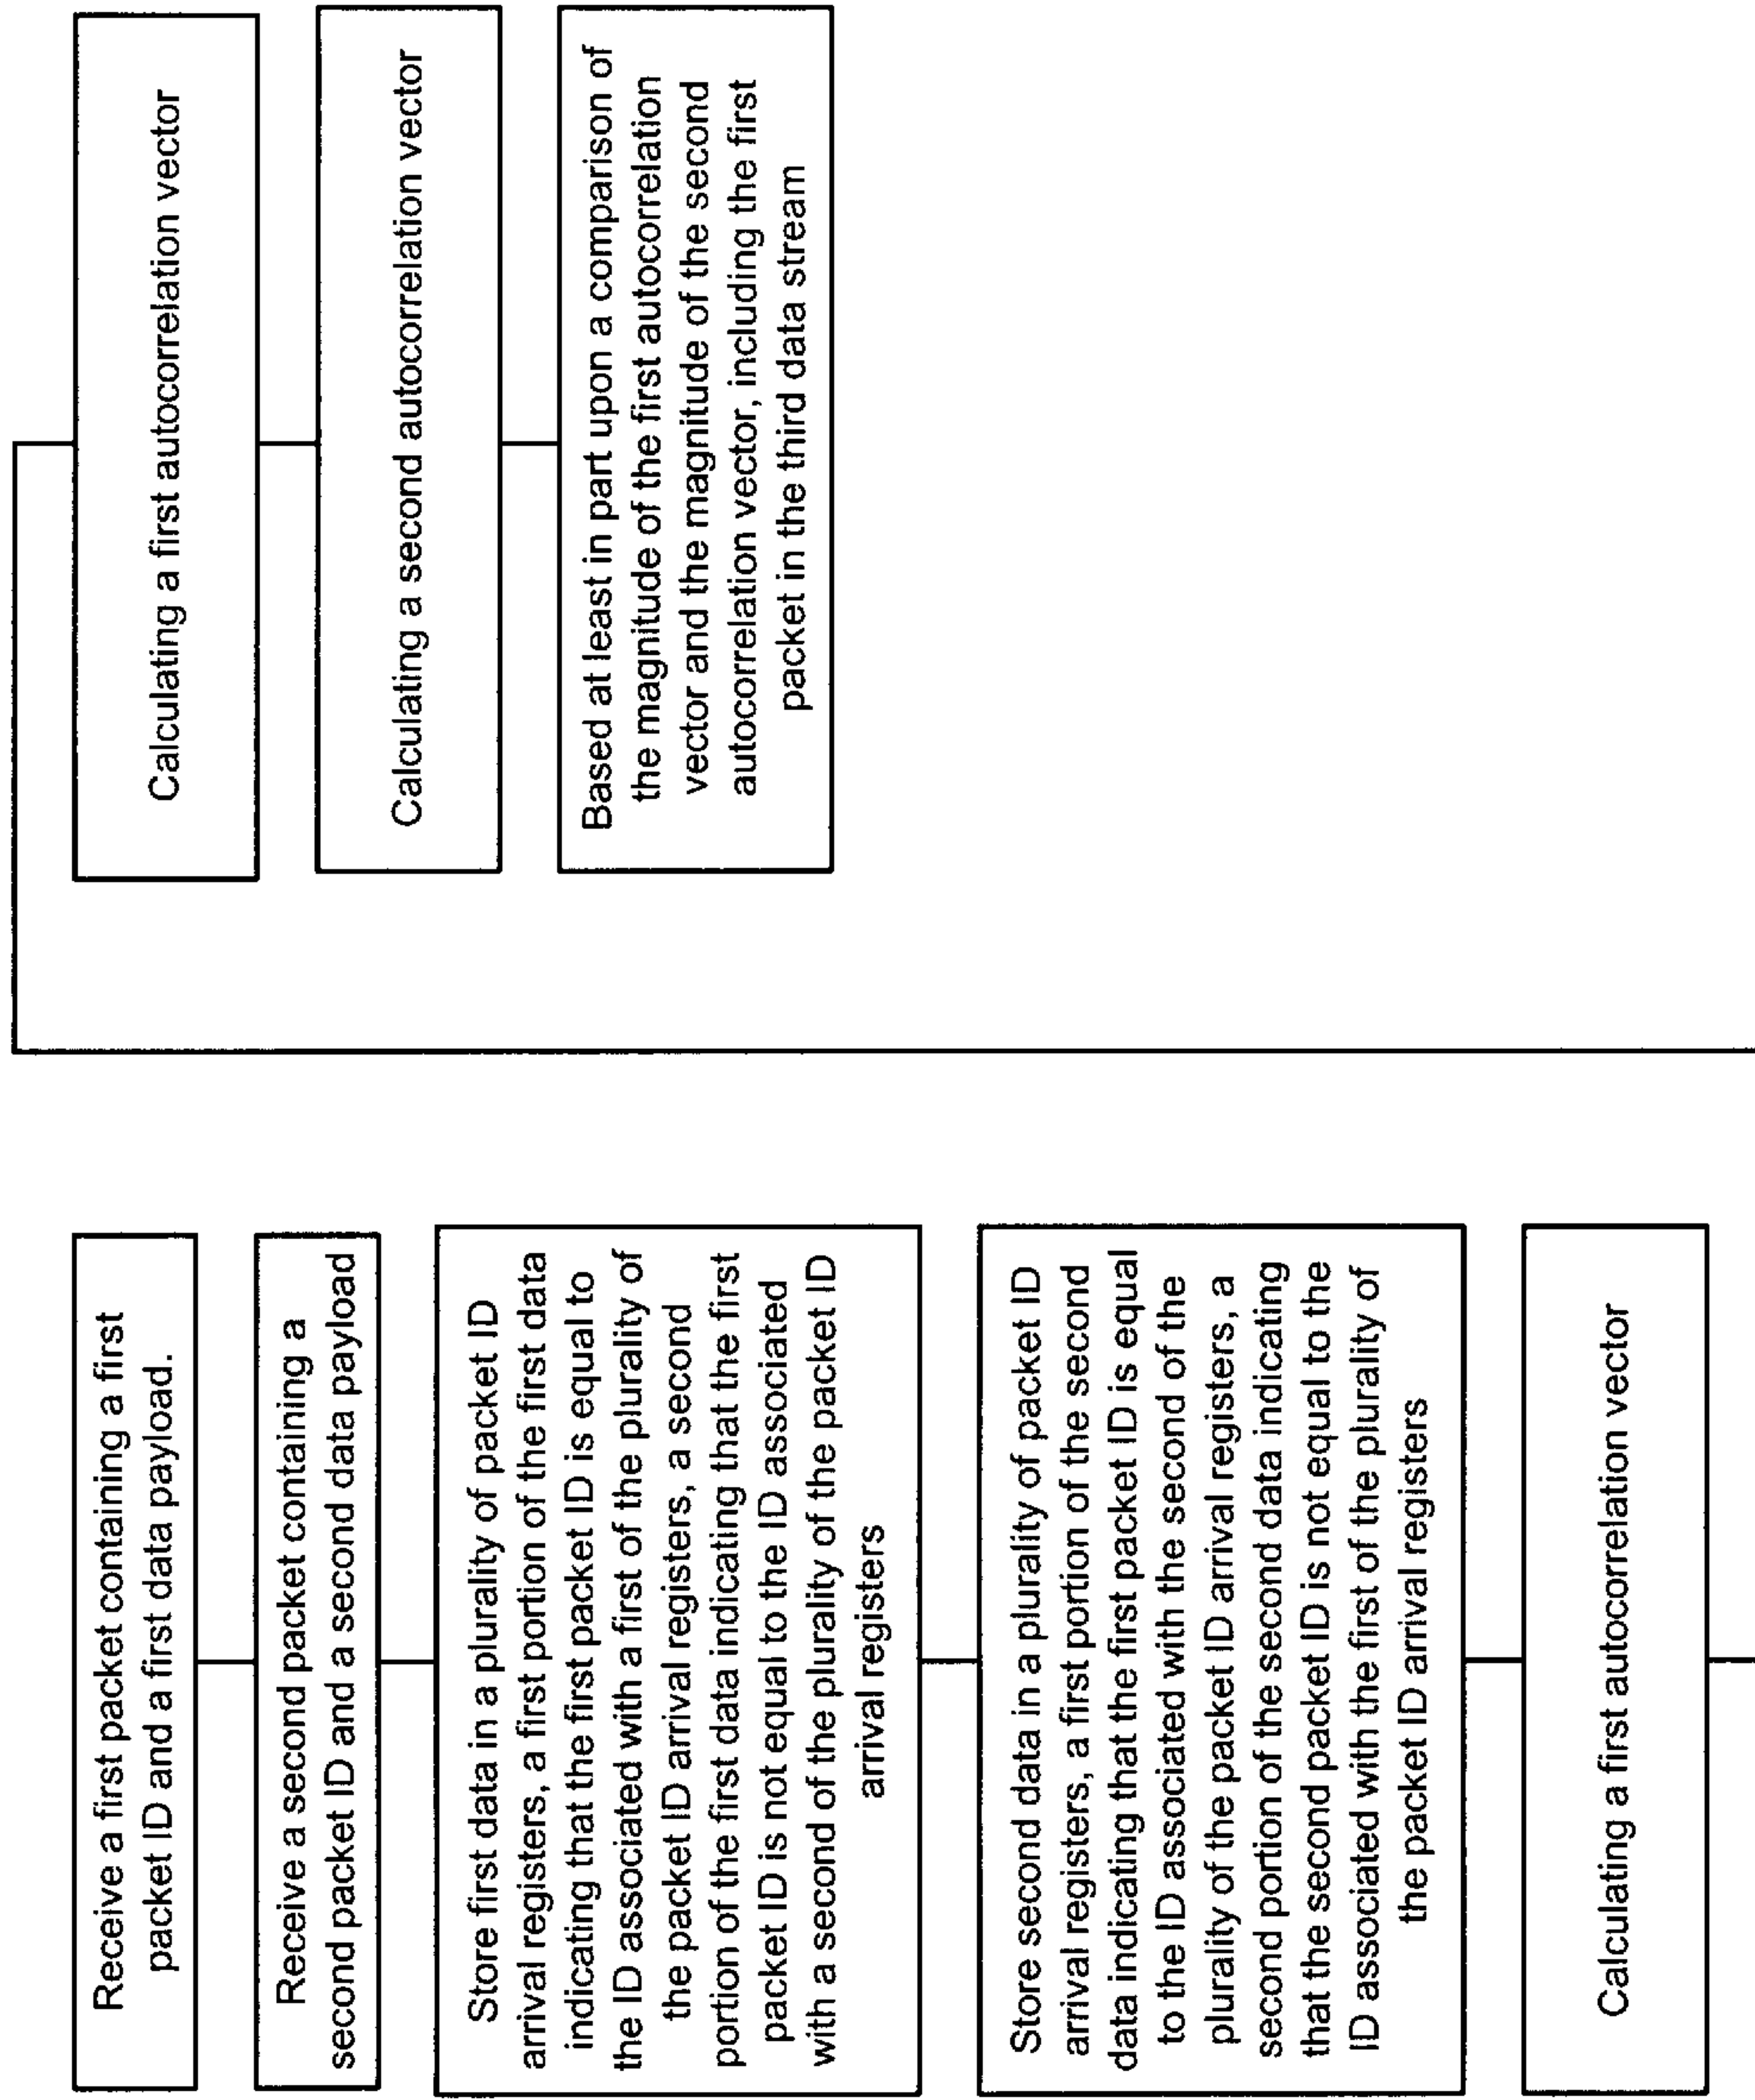 Receive a first packet containing a first
packet ID and a first data payload.
Receive a second packet containing a
second packet ID and a second data payload
Store first data in a plurality of packet ID
arrival registers, a first portion of the first data
indicating that the first packet ID is equal to
the ID associated with a first of the plurality of
the packet ID arrival registers, a second
portion of the first data indicating that the first
packet ID is not equal to the ID associated
with a second of the plurality of the packet ID
arrival registers
Store second data in a plurality of packet ID
arrival registers, a first portion of the second
data indicating that the first packet ID is equal
to the ID associated with the second of the
plurality of the packet ID arrival registers, a
second portion of the second data indicating
that the second packet ID is not equal to the
ID associated with the first of the plurality of
the packet ID arrival registers
Calculating a first autocorrelation vector
Calculating a first autocorrelation vector
Calculating a second autocorrelation vector
Based at least in part upon a comparison of
the magnitude of the first autocorrelation
vector and the magnitude of the second
autocorrelation vector, including the first
packet in the third data stream